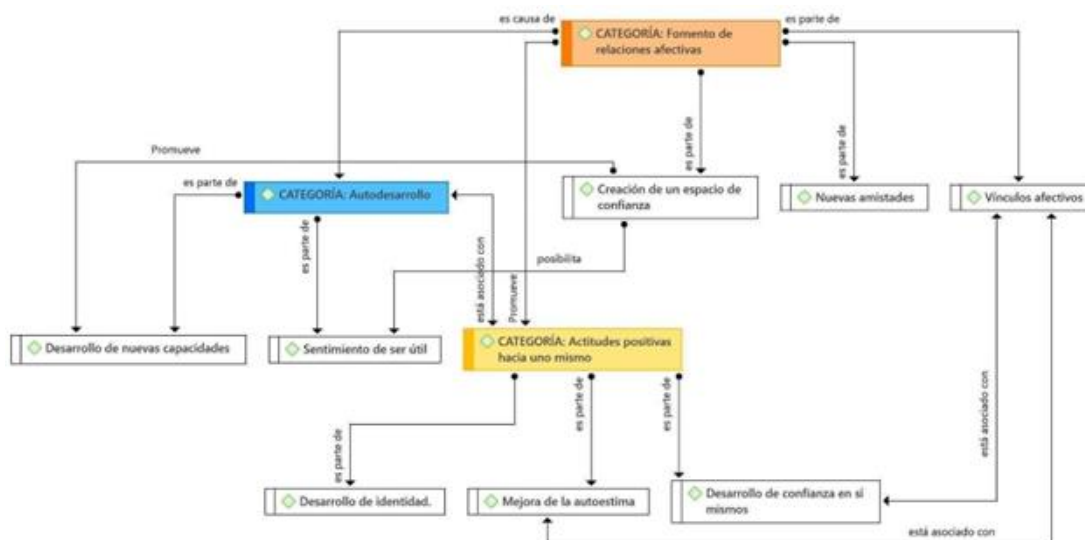 es causa de
CATEGORÍA: Fomento de
relaciones afectivas
es parte de
Promueve
es parte de
es parte de
es parte de
CATEGORÍA: Autodesarrollo
Creación de un espacio de
confianza
Nuevas amistades
Vínculos afectivos
es parte de
está asociado con
Promueve
posibilita
Desarrollo de nuevas capacidades
Sentimiento de ser útil
CATEGORÍA: Actitudes positivas
hacia uno mismo
es parte de
es parte de
es parte de
está asociado con
Desarrollo de identidad.
Mejora de la autoestima
Desarrollo de confianza en sí
mismos
está asociado con